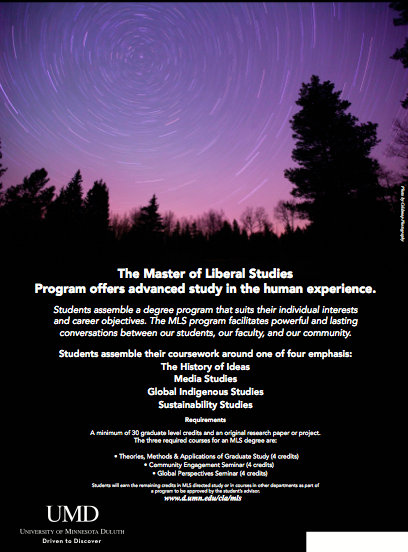 The Master of Liberal Studies
Program offers advanced study in the human experience.
Students assemble a degree program that suits their individual interests
and career objectives. The MLS program facilitates powerful and lasting
conversations between our students, our faculty, and our community.
Students assemble their coursework around one of four emphasis:
The History of Ideas
Media Studies
Global Indigenous Studies
Sustainability Studies
Requirements
A minimum of 30 graduate level credits and an original research paper or project.
The three required courses for an MLS degree are:
• Theories, Methods & Applications of Graduate Study (4 credits)
• Community Engagement Seminar (4 credits)
• Global Perspectives Seminar (4 credits)
Students will earn the remaining credits in MLS directed study or in courses in other departments as part of
a program to be approved by the student's advisor.
www.d.umn.edu/cla/mls
UMD
University of Minnesota Duluth
Driven to Discover
Photo by Photography